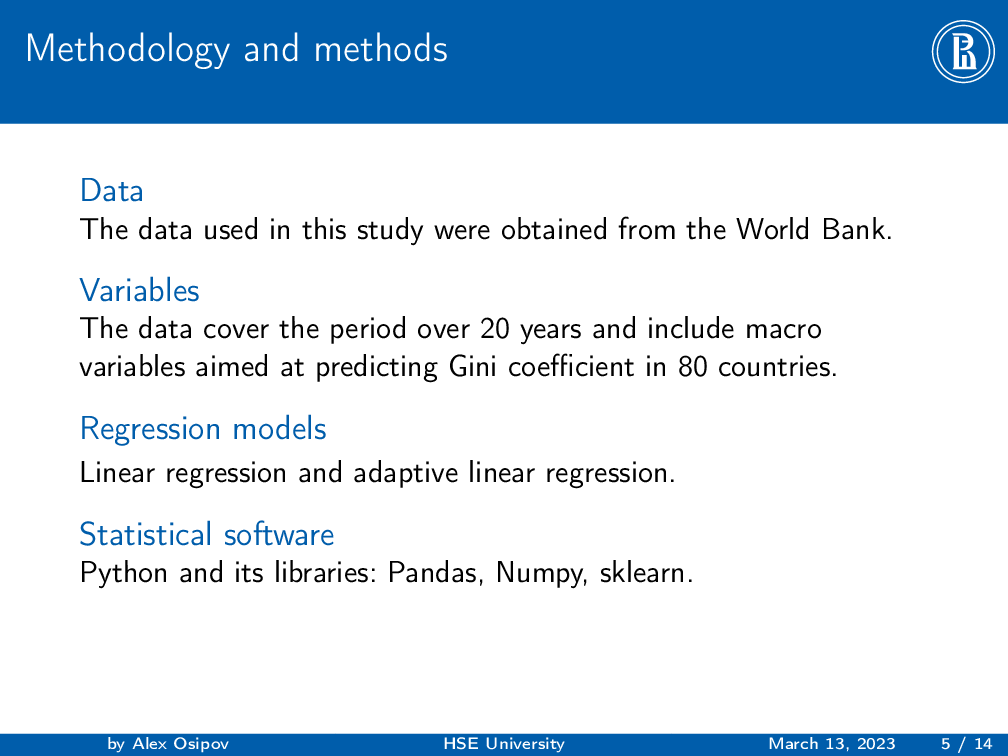 Methodology and methods
Data
The data used in this study were obtained from the World Bank.
Variables
The data cover the period over 20 years and include macro
variables aimed at predicting Gini coefficient in 80 countries.
Regression models
Linear regression and adaptive linear regression.
Statistical software
Python and its libraries: Pandas, Numpy, sklearn.
by Alex Osipov HSE University March 13, 2023 5 / 14